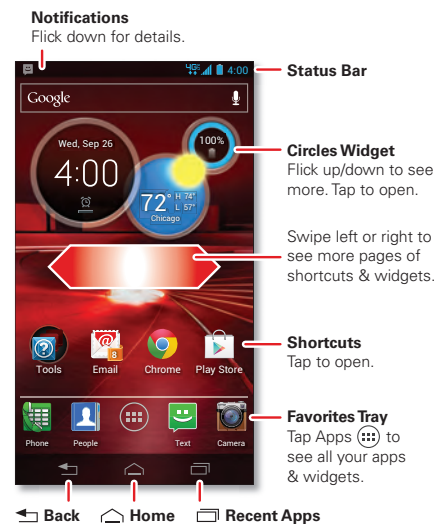 Notifications
Flick down for details.
4G 4:00
Status Bar
Google
Wed, Sep 26
4:00
100%
72° H 74°
L 57°
Chicago
Circles Widget
Flick up/down to see
more. Tap to open.
Swipe left or right to
see more pages of
shortcuts & widgets.
8
Tools Email Chrome Play Store
Shortcuts
Tap to open.
Phone People Text Camera
Favorites Tray
Tap Apps ( ) to
see all your apps
& widgets.
Back Home Recent Apps